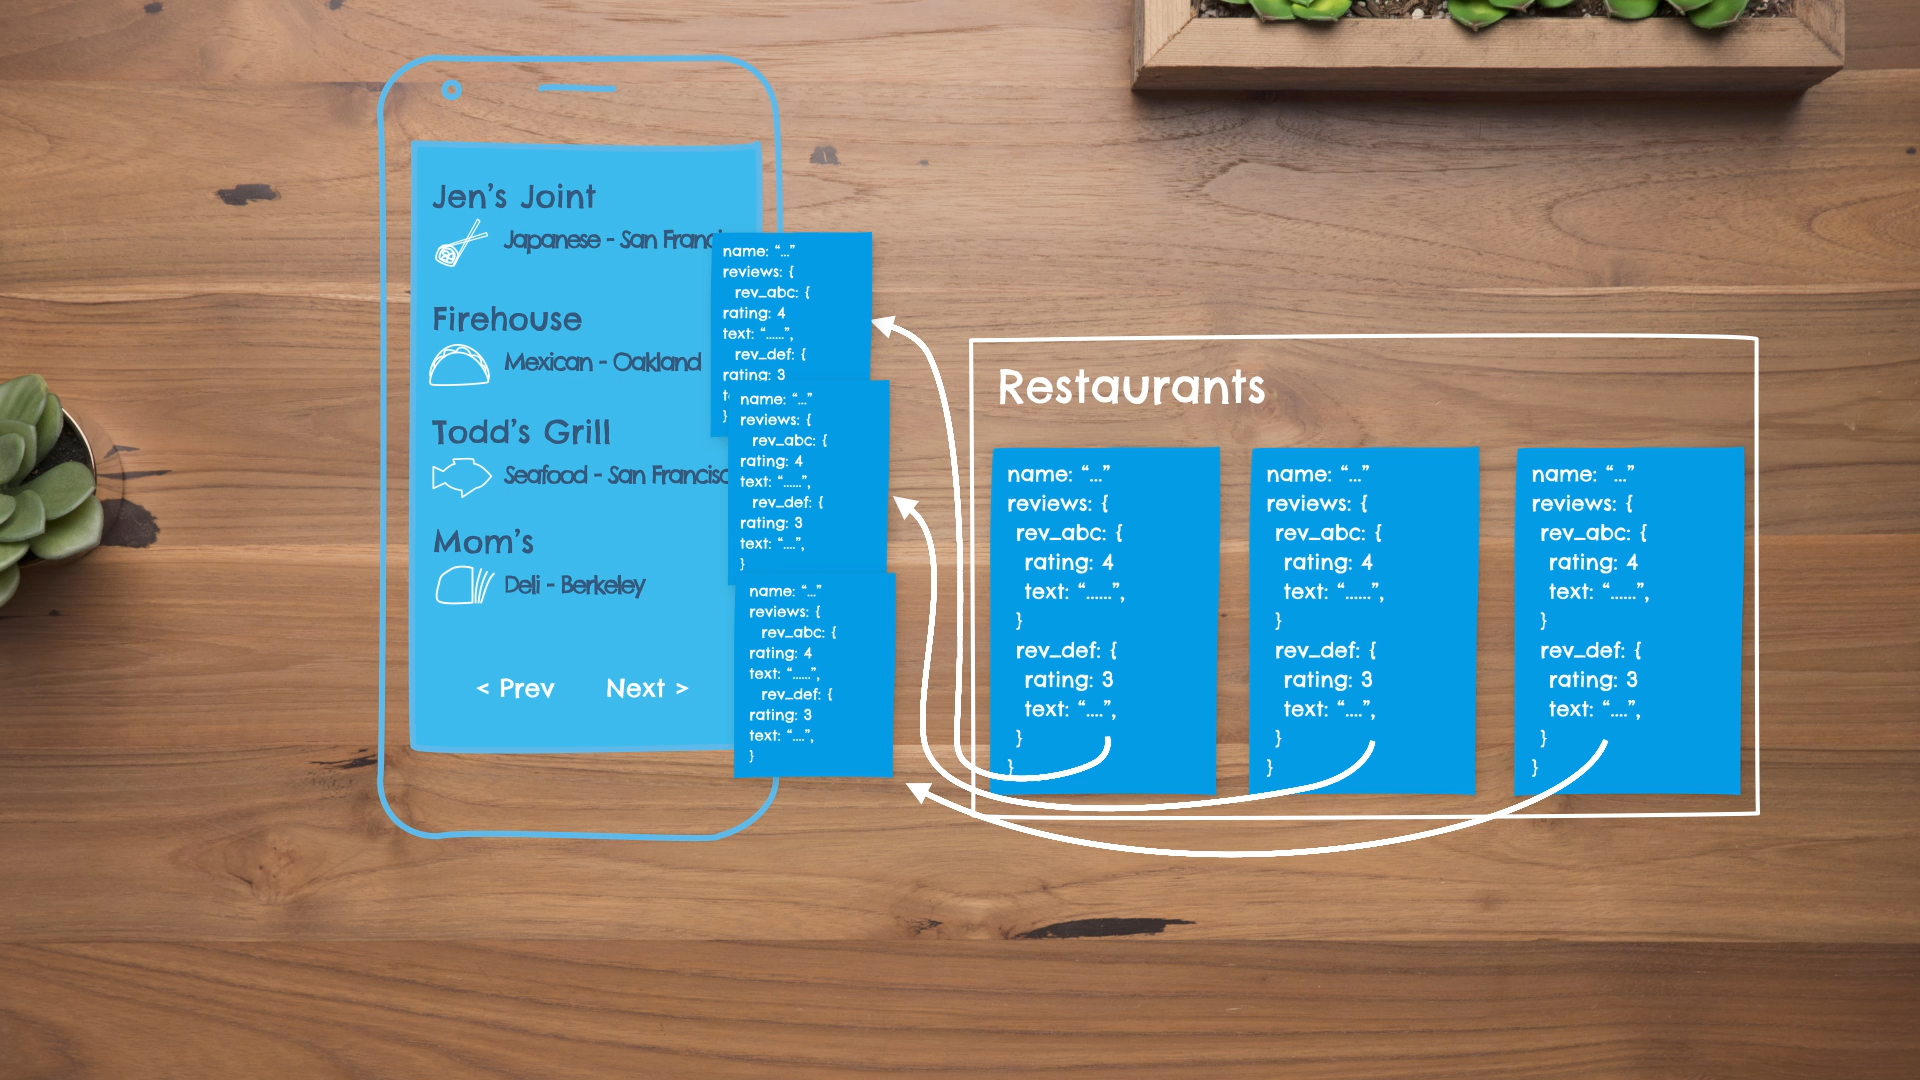 Jen's Joint
Japanese - San Franc
Firehouse
Mexican - Oakland
Todd's Grill
Seafood - San Francisc
Mom's
Deli - Berkeley
< Prev Next >
name: “...”
reviews: {
rev_abc: {
rating: 4
text: “......”,
rev_def: {
rating: 3
t
}
name: “...”
reviews: {
rev_abc: {
rating: 4
text: “......”,
rev_def: {
rating: 3
text: “....”,
}
name: “...”
reviews: {
rev_abc: {
rating: 4
text: “......”,
rev_def: {
rating: 3
text: “....”,
}
Restaurants
name: “...”
reviews: {
rev_abc: {
rating: 4
text: “......”,
}
rev_def: {
rating: 3
text: “....”,
}
}
name: “...”
reviews: {
rev_abc: {
rating: 4
text: “......”,
}
rev_def: {
rating: 3
text: “....”,
}
}
name: “...”
reviews: {
rev_abc: {
rating: 4
text: “......”,
}
rev_def: {
rating: 3
text: “....”,
}
}